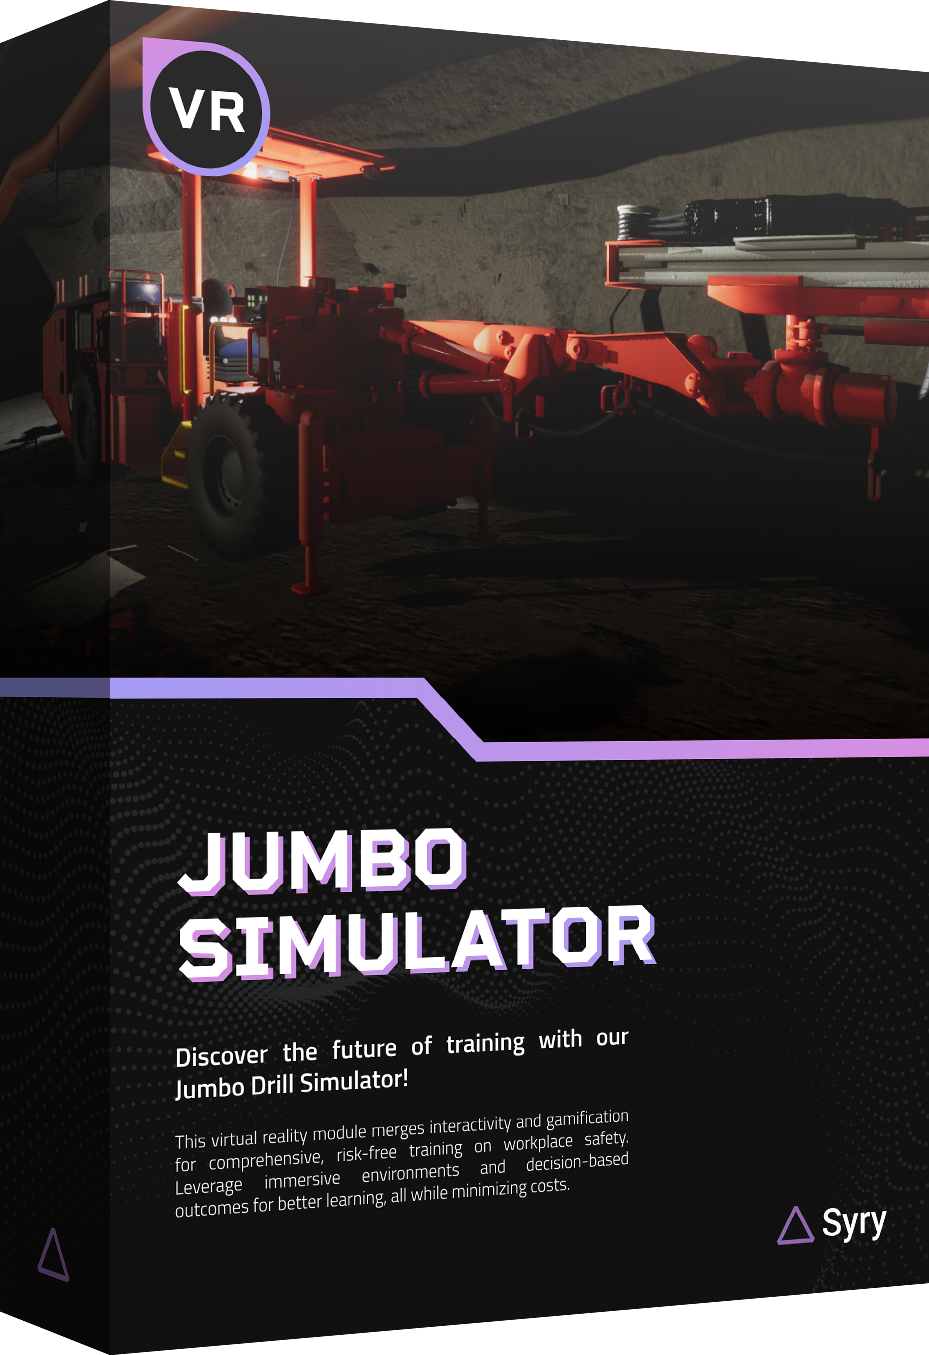 VR
JUMBO
SIMULATOR
Discover the future of training with our
Jumbo Drill Simulator!
This virtual reality module merges interactivity and gamification
for comprehensive, risk-free training on workplace safety.
Leverage immersive environments and decision-based
outcomes for better learning, all while minimizing costs.
Syry